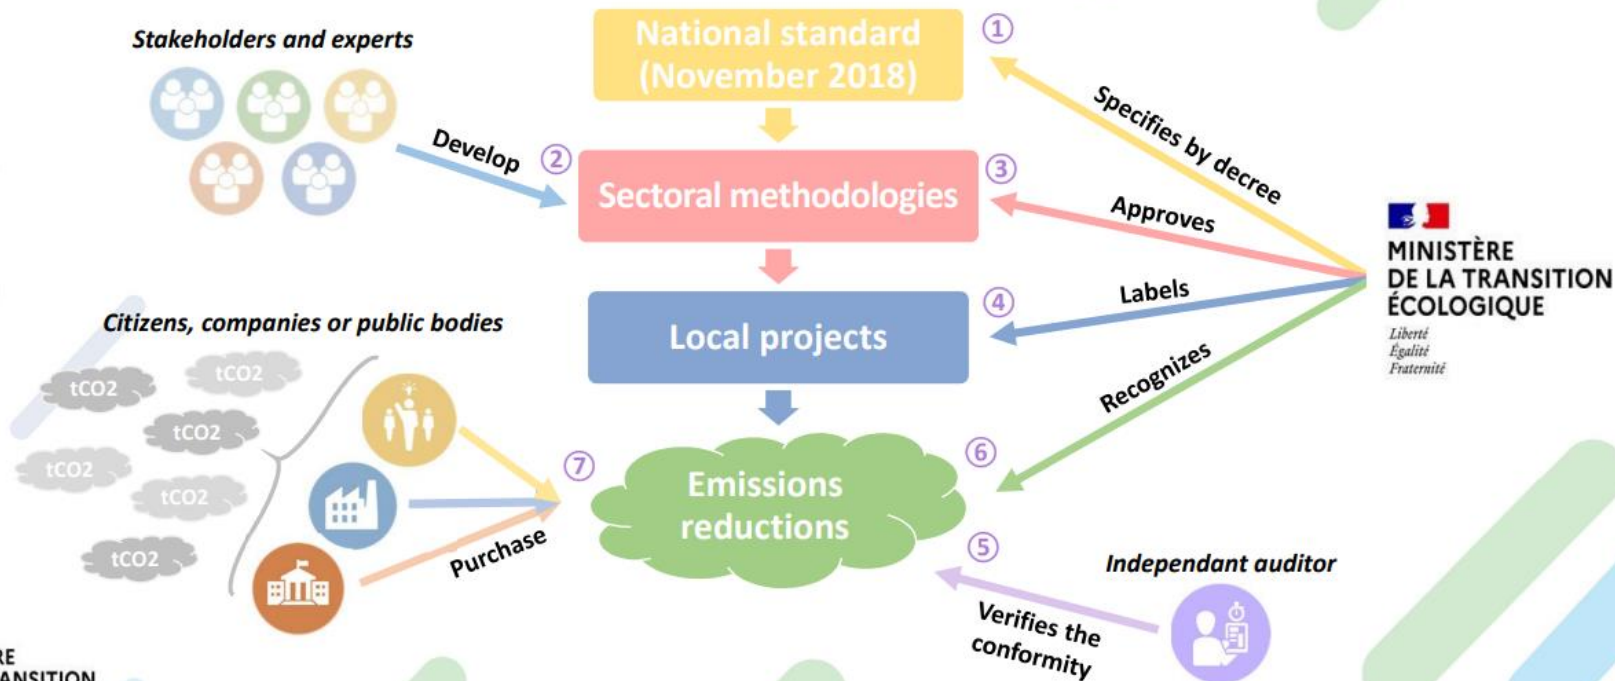 Stakeholders and experts
National standard
(November 2018)
①
Specifies by decree
Develop
②
Sectoral methodologies
③
Approves
MINISTÈRE
DE LA TRANSITION
ÉCOLOGIQUE
Liberté
Égalité
Fraternité
Labels
④
Local projects
Citizens, companies or public bodies
tCO2
tCO2
tCO2
tCO2
tCO2
tCO2
Recognizes
⑥
⑦
Emissions
reductions
Purchase
⑤
Independant auditor
Verifies the
conformity
RE
ANSITION